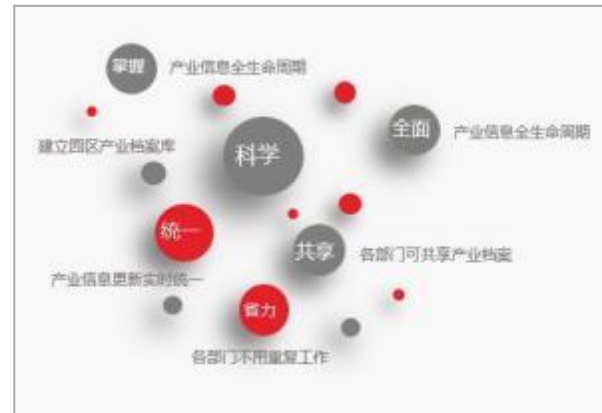 掌握
产业信息全生命周期
全面
产业信息全生命周期
建立园区产业档案库
科学
统一
产业信息更新实时统一
共享
各部门可共享产业档案
省力
各部门不用重复工作